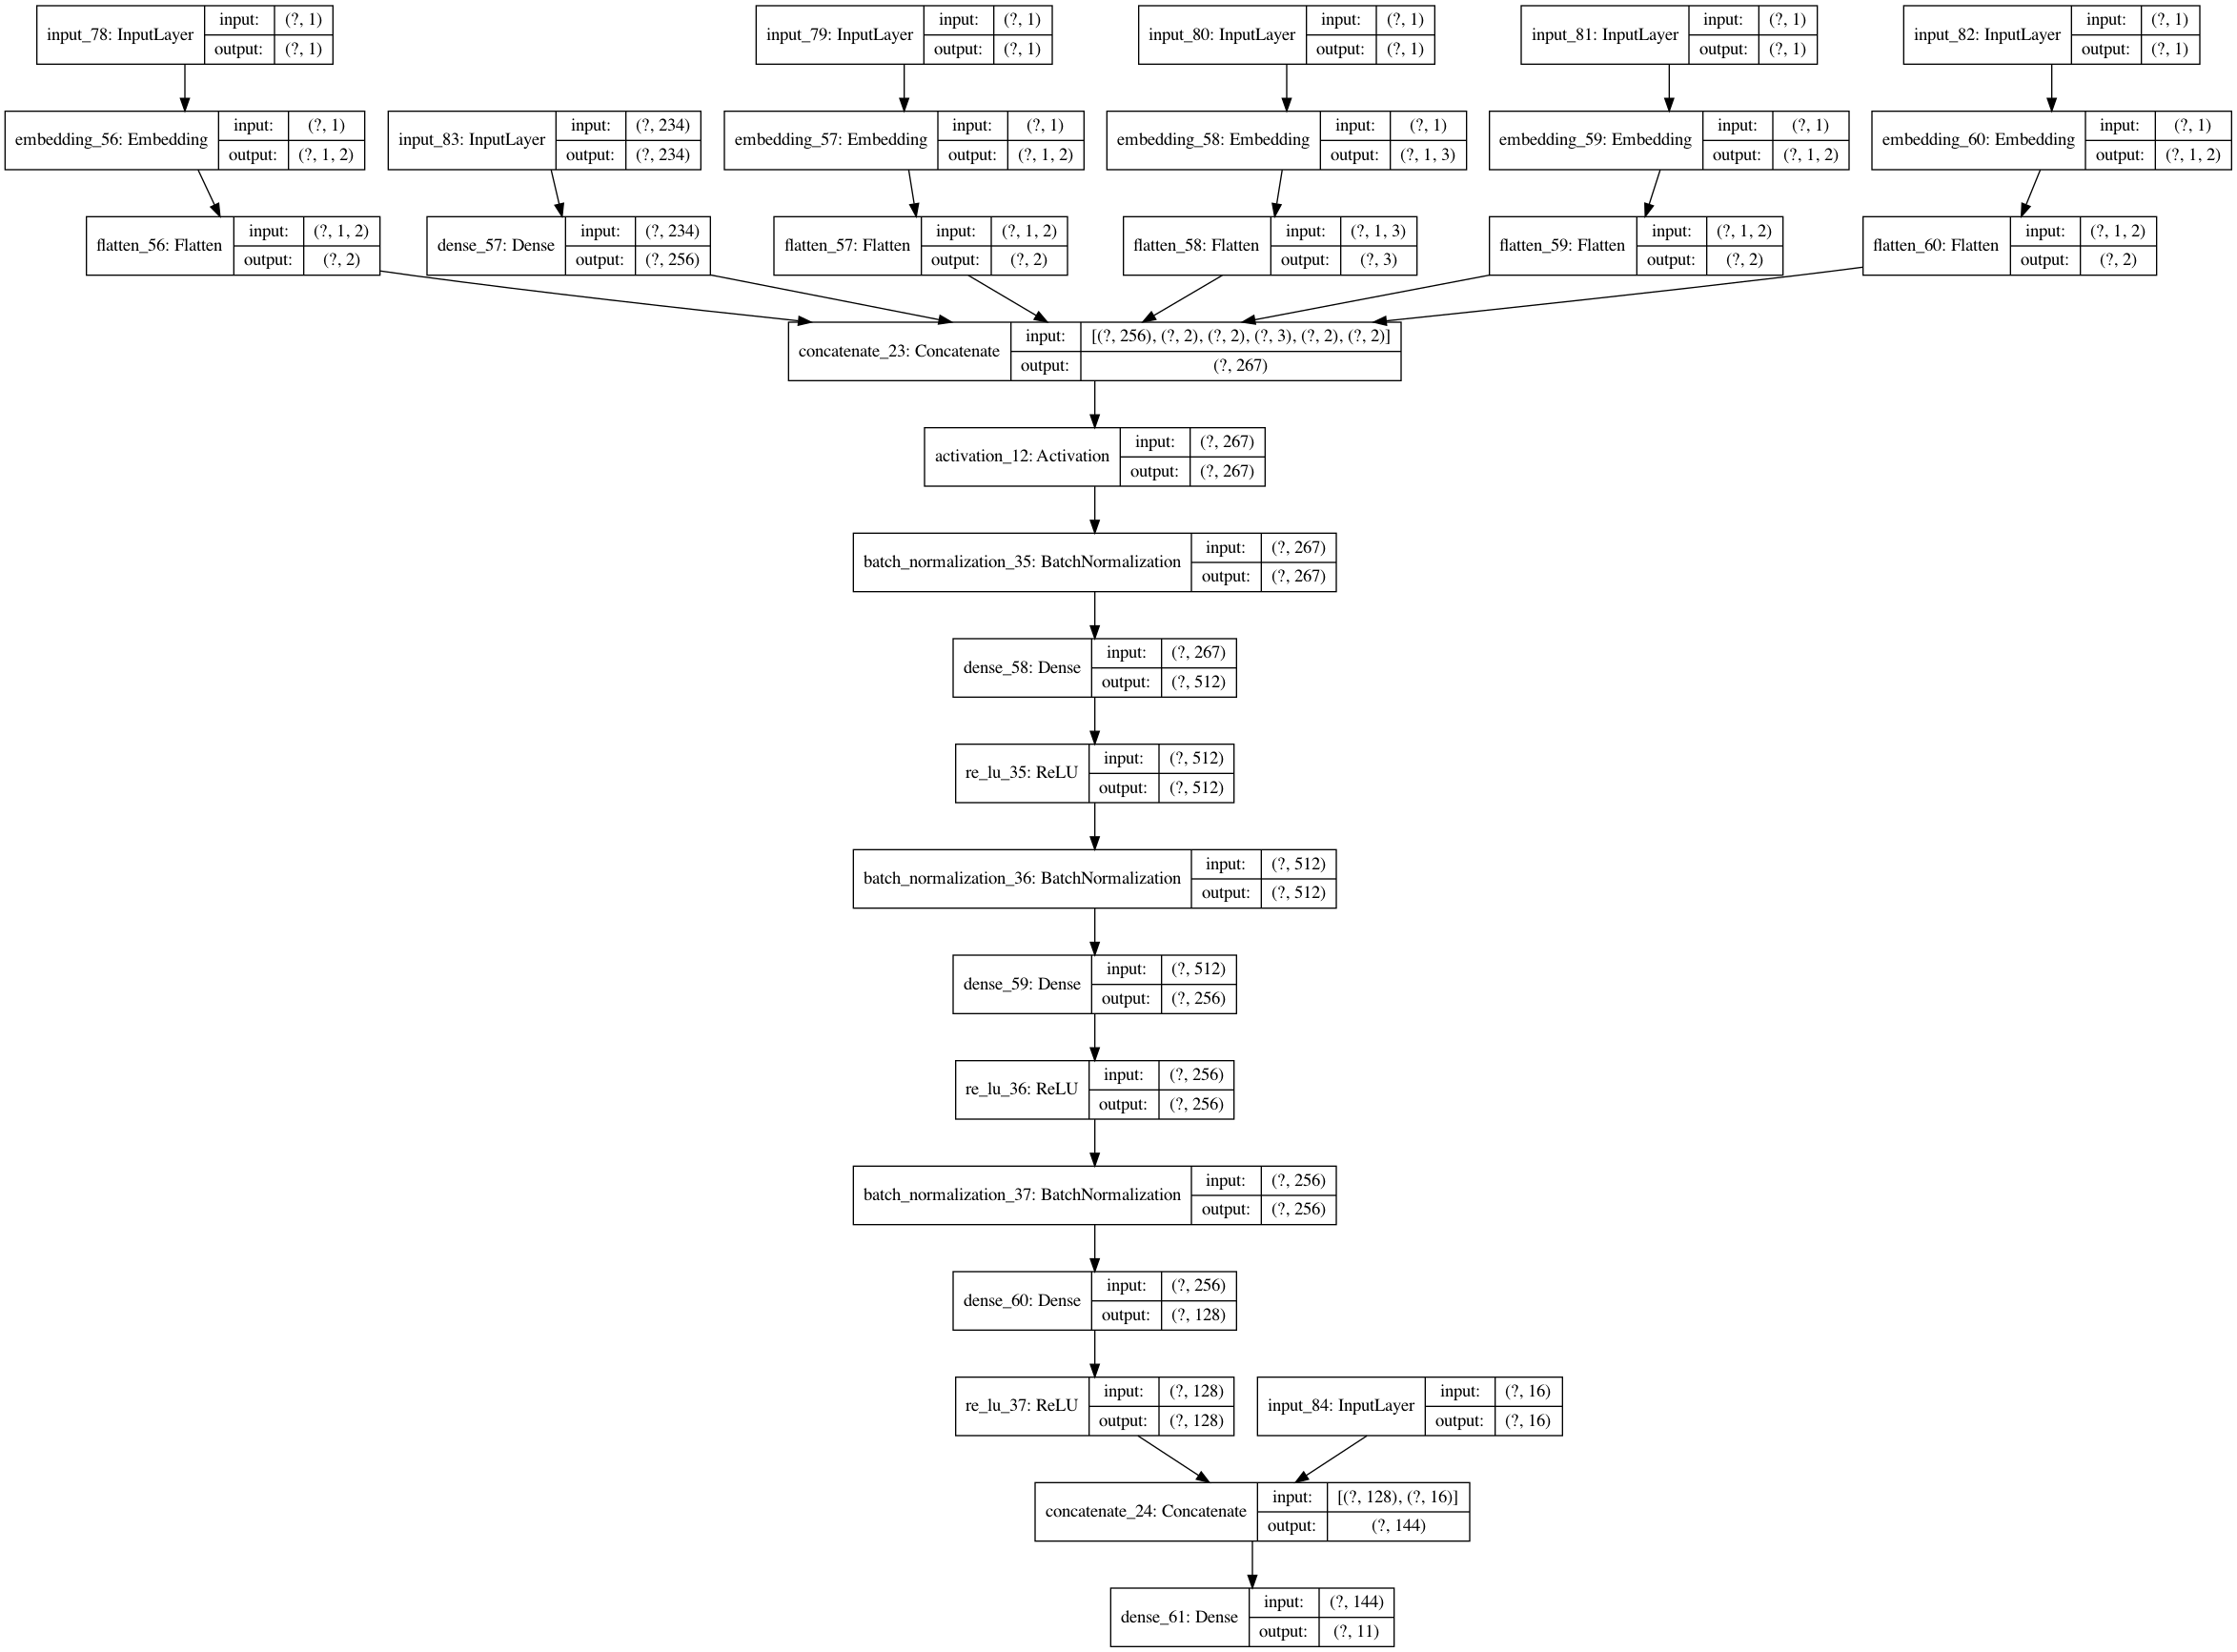 input_78: InputLayer
input:
(?, 1)
output:
(?, 1)
input_79: InputLayer
input:
(?, 1)
output:
(?, 1)
input_80: InputLayer
input:
(?, 1)
output:
(?, 1)
input_81: InputLayer
input:
(?, 1)
output:
(?, 1)
input_82: InputLayer
input:
(?, 1)
output:
(?, 1)
embedding_56: Embedding
input:
(?, 1)
output:
(?, 1, 2)
input_83: InputLayer
input:
(?, 234)
output:
(?, 234)
embedding_57: Embedding
input:
(?, 1)
output:
(?, 1, 2)
embedding_58: Embedding
input:
(?, 1)
output:
(?, 1, 3)
embedding_59: Embedding
input:
(?, 1)
output:
(?, 1, 2)
embedding_60: Embedding
input:
(?, 1)
output:
(?, 1, 2)
flatten_56: Flatten
input:
(?, 1, 2)
output:
(?, 2)
dense_57: Dense
input:
(?, 234)
output:
(?, 256)
flatten_57: Flatten
input:
(?, 1, 2)
output:
(?, 2)
flatten_58: Flatten
input:
(?, 1, 3)
output:
(?, 3)
flatten_59: Flatten
input:
(?, 1, 2)
output:
(?, 2)
flatten_60: Flatten
input:
(?, 1, 2)
output:
(?, 2)
concatenate_23: Concatenate
input:
[(?, 256), (?, 2), (?, 2), (?, 3), (?, 2), (?, 2)]
output:
(?, 267)
activation_12: Activation
input:
(?, 267)
output:
(?, 267)
batch_normalization_35: BatchNormalization
input:
(?, 267)
output:
(?, 267)
dense_58: Dense
input:
(?, 267)
output:
(?, 512)
re_lu_35: ReLU
input:
(?, 512)
output:
(?, 512)
batch_normalization_36: BatchNormalization
input:
(?, 512)
output:
(?, 512)
dense_59: Dense
input:
(?, 512)
output:
(?, 256)
re_lu_36: ReLU
input:
(?, 256)
output:
(?, 256)
batch_normalization_37: BatchNormalization
input:
(?, 256)
output:
(?, 256)
dense_60: Dense
input:
(?, 256)
output:
(?, 128)
re_lu_37: ReLU
input:
(?, 128)
output:
(?, 128)
input_84: InputLayer
input:
(?, 16)
output:
(?, 16)
concatenate_24: Concatenate
input:
[(?, 128), (?, 16)]
output:
(?, 144)
dense_61: Dense
input:
(?, 144)
output:
(?, 11)